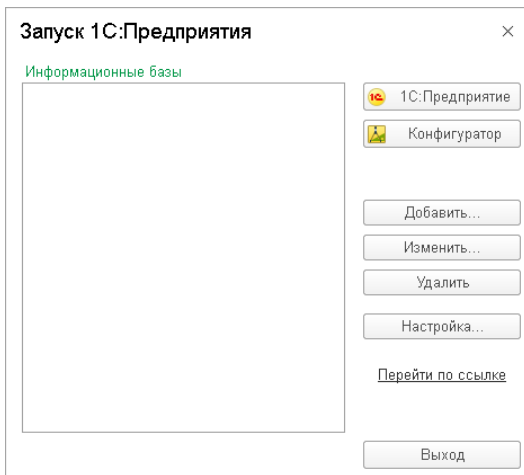 Запуск 1С:Предприятия
Информационные базы
1С:Предприятие
Конфигуратор
Добавить...
Изменить...
Удалить
Настройка...
Перейти по ссылке
Выход